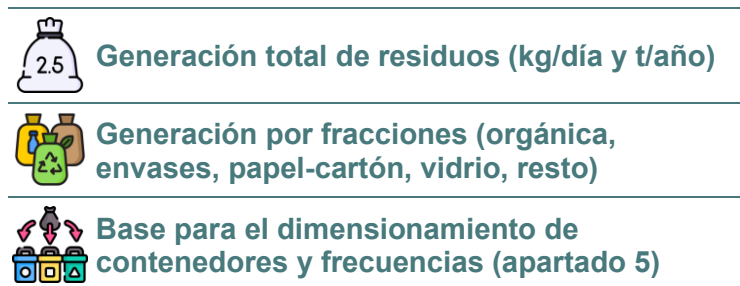 2.5
Generación total de residuos (kg/día y t/año)
Generación por fracciones (orgánica,
envases, papel-cartón, vidrio, resto)
Base para el dimensionamiento de
contenedores y frecuencias (apartado 5)